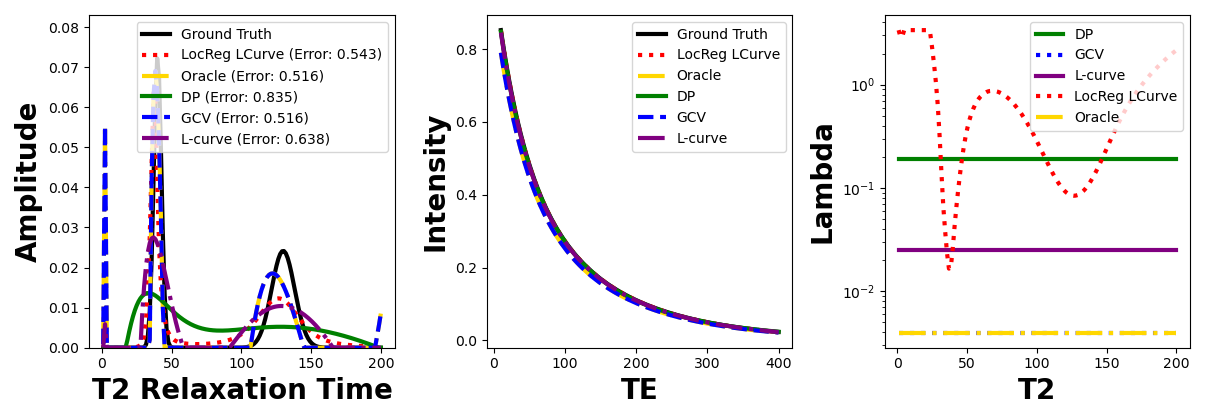 Amplitude
0.08
0.07
0.06
0.05
0.04
0.03
0.02
0.01
0.00
Ground Truth
LocReg LCurve (Error: 0.543)
Oracle (Error: 0.516)
DP (Error: 0.835)
GCV (Error: 0.516)
L-curve (Error: 0.638)
0 50 100 150 200
T2 Relaxation Time
Intensity
0.8
0.6
0.4
0.2
0.0
Ground Truth
LocReg LCurve
Oracle
DP
GCV
L-curve
0 100 200 300 400
TE
Lambda
10⁰
10⁻¹
10⁻²
DP
GCV
L-curve
LocReg LCurve
Oracle
0 50 100 150 200
T2